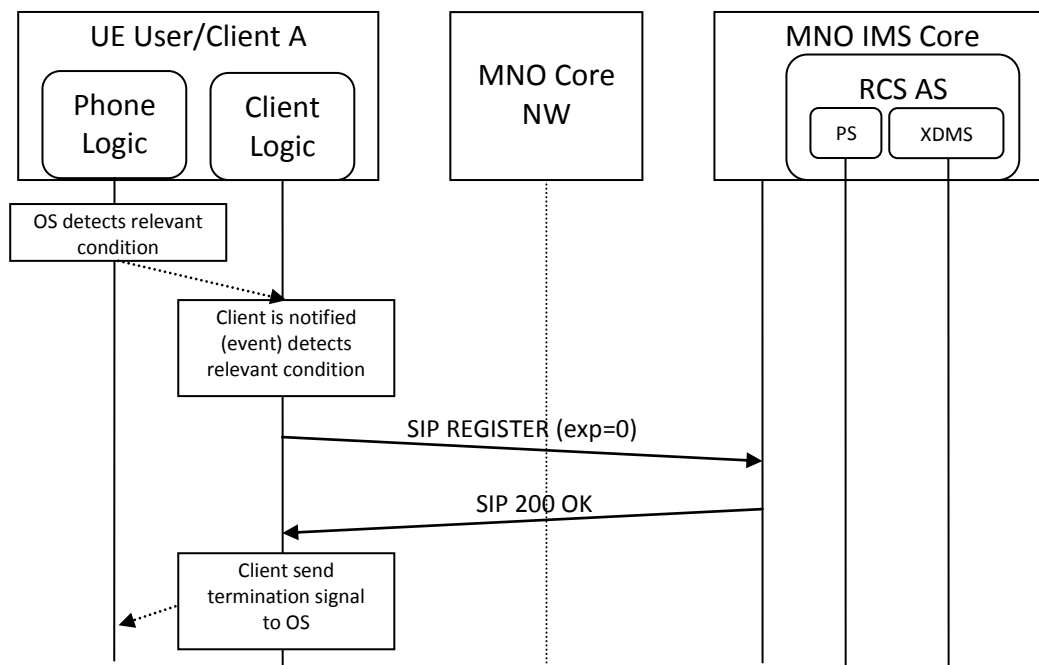 UE User/Client A
Phone
Logic
Client
Logic
MNO Core
NW
MNO IMS Core
RCS AS
PS
XDMS
OS detects relevant
condition
Client is notified
(event) detects
relevant condition
SIP REGISTER (exp=0)
SIP 200 OK
Client send
termination signal
to OS